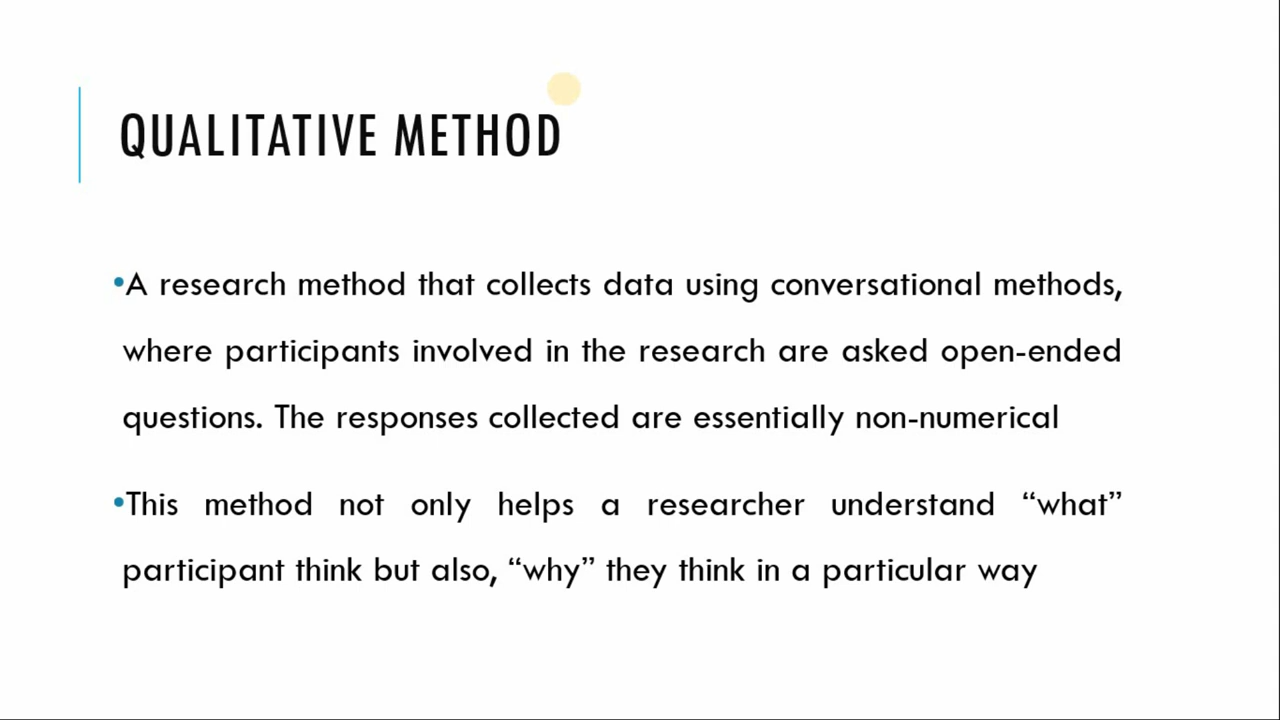 QUALITATIVE METHOD
•A research method that collects data using conversational methods,
where participants involved in the research are asked open-ended
questions. The responses collected are essentially non-numerical
•This method not only helps a researcher understand “what”
participant think but also, “why” they think in a particular way